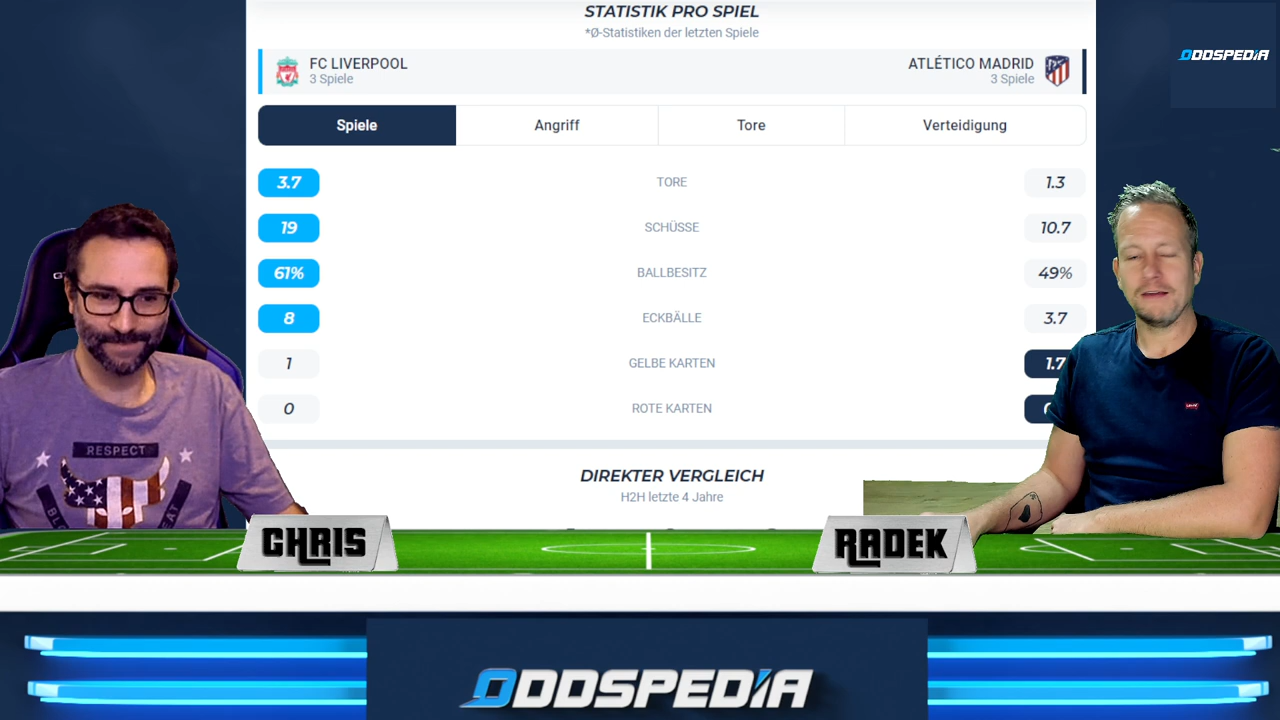 STATISTIK PRO SPIEL
*Ø-Statistiken der letzten Spiele
FC LIVERPOOL
3 Spiele
ATLÉTICO MADRID
3 Spiele
ODDSPEDIA
Spiele Angriff Tore Verteidigung
3.7 TORE 1.3
19 SCHÜSSE 10.7
61% BALLBESITZ 49%
8 ECKBÄLLE 3.7
1 GELBE KARTEN 1.7
0 ROTE KARTEN
DIREKTER VERGLEICH
H2H letzte 4 Jahre
RESPECT
CHRIS
RADEK
ODDSPEDIA